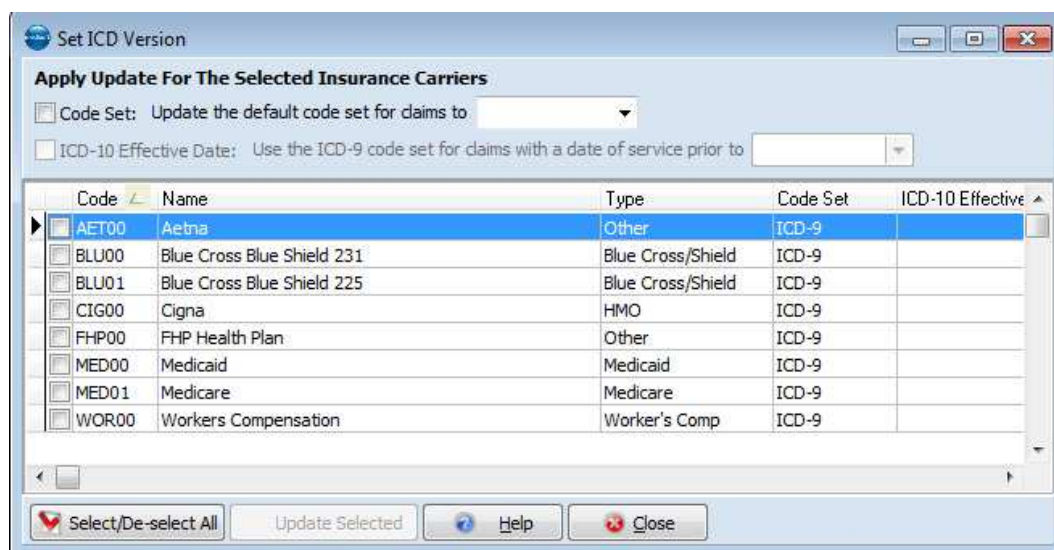 Set ICD Version
Apply Update For The Selected Insurance Carriers
Code Set: Update the default code set for claims to
ICD-10 Effective Date: Use the ICD-9 code set for claims with a date of service prior to
Code Name Type Code Set ICD-10 Effective
AET00 Aetna Other ICD-9
BLU00 Blue Cross Blue Shield 231 Blue Cross/Shield ICD-9
BLU01 Blue Cross Blue Shield 225 Blue Cross/Shield ICD-9
CIG00 Cigna HMO ICD-9
FHP00 FHP Health Plan Other ICD-9
MED00 Medicaid Medicaid ICD-9
MED01 Medicare Medicare ICD-9
WOR00 Workers Compensation Worker's Comp ICD-9
Select/De-select All Update Selected Help Close